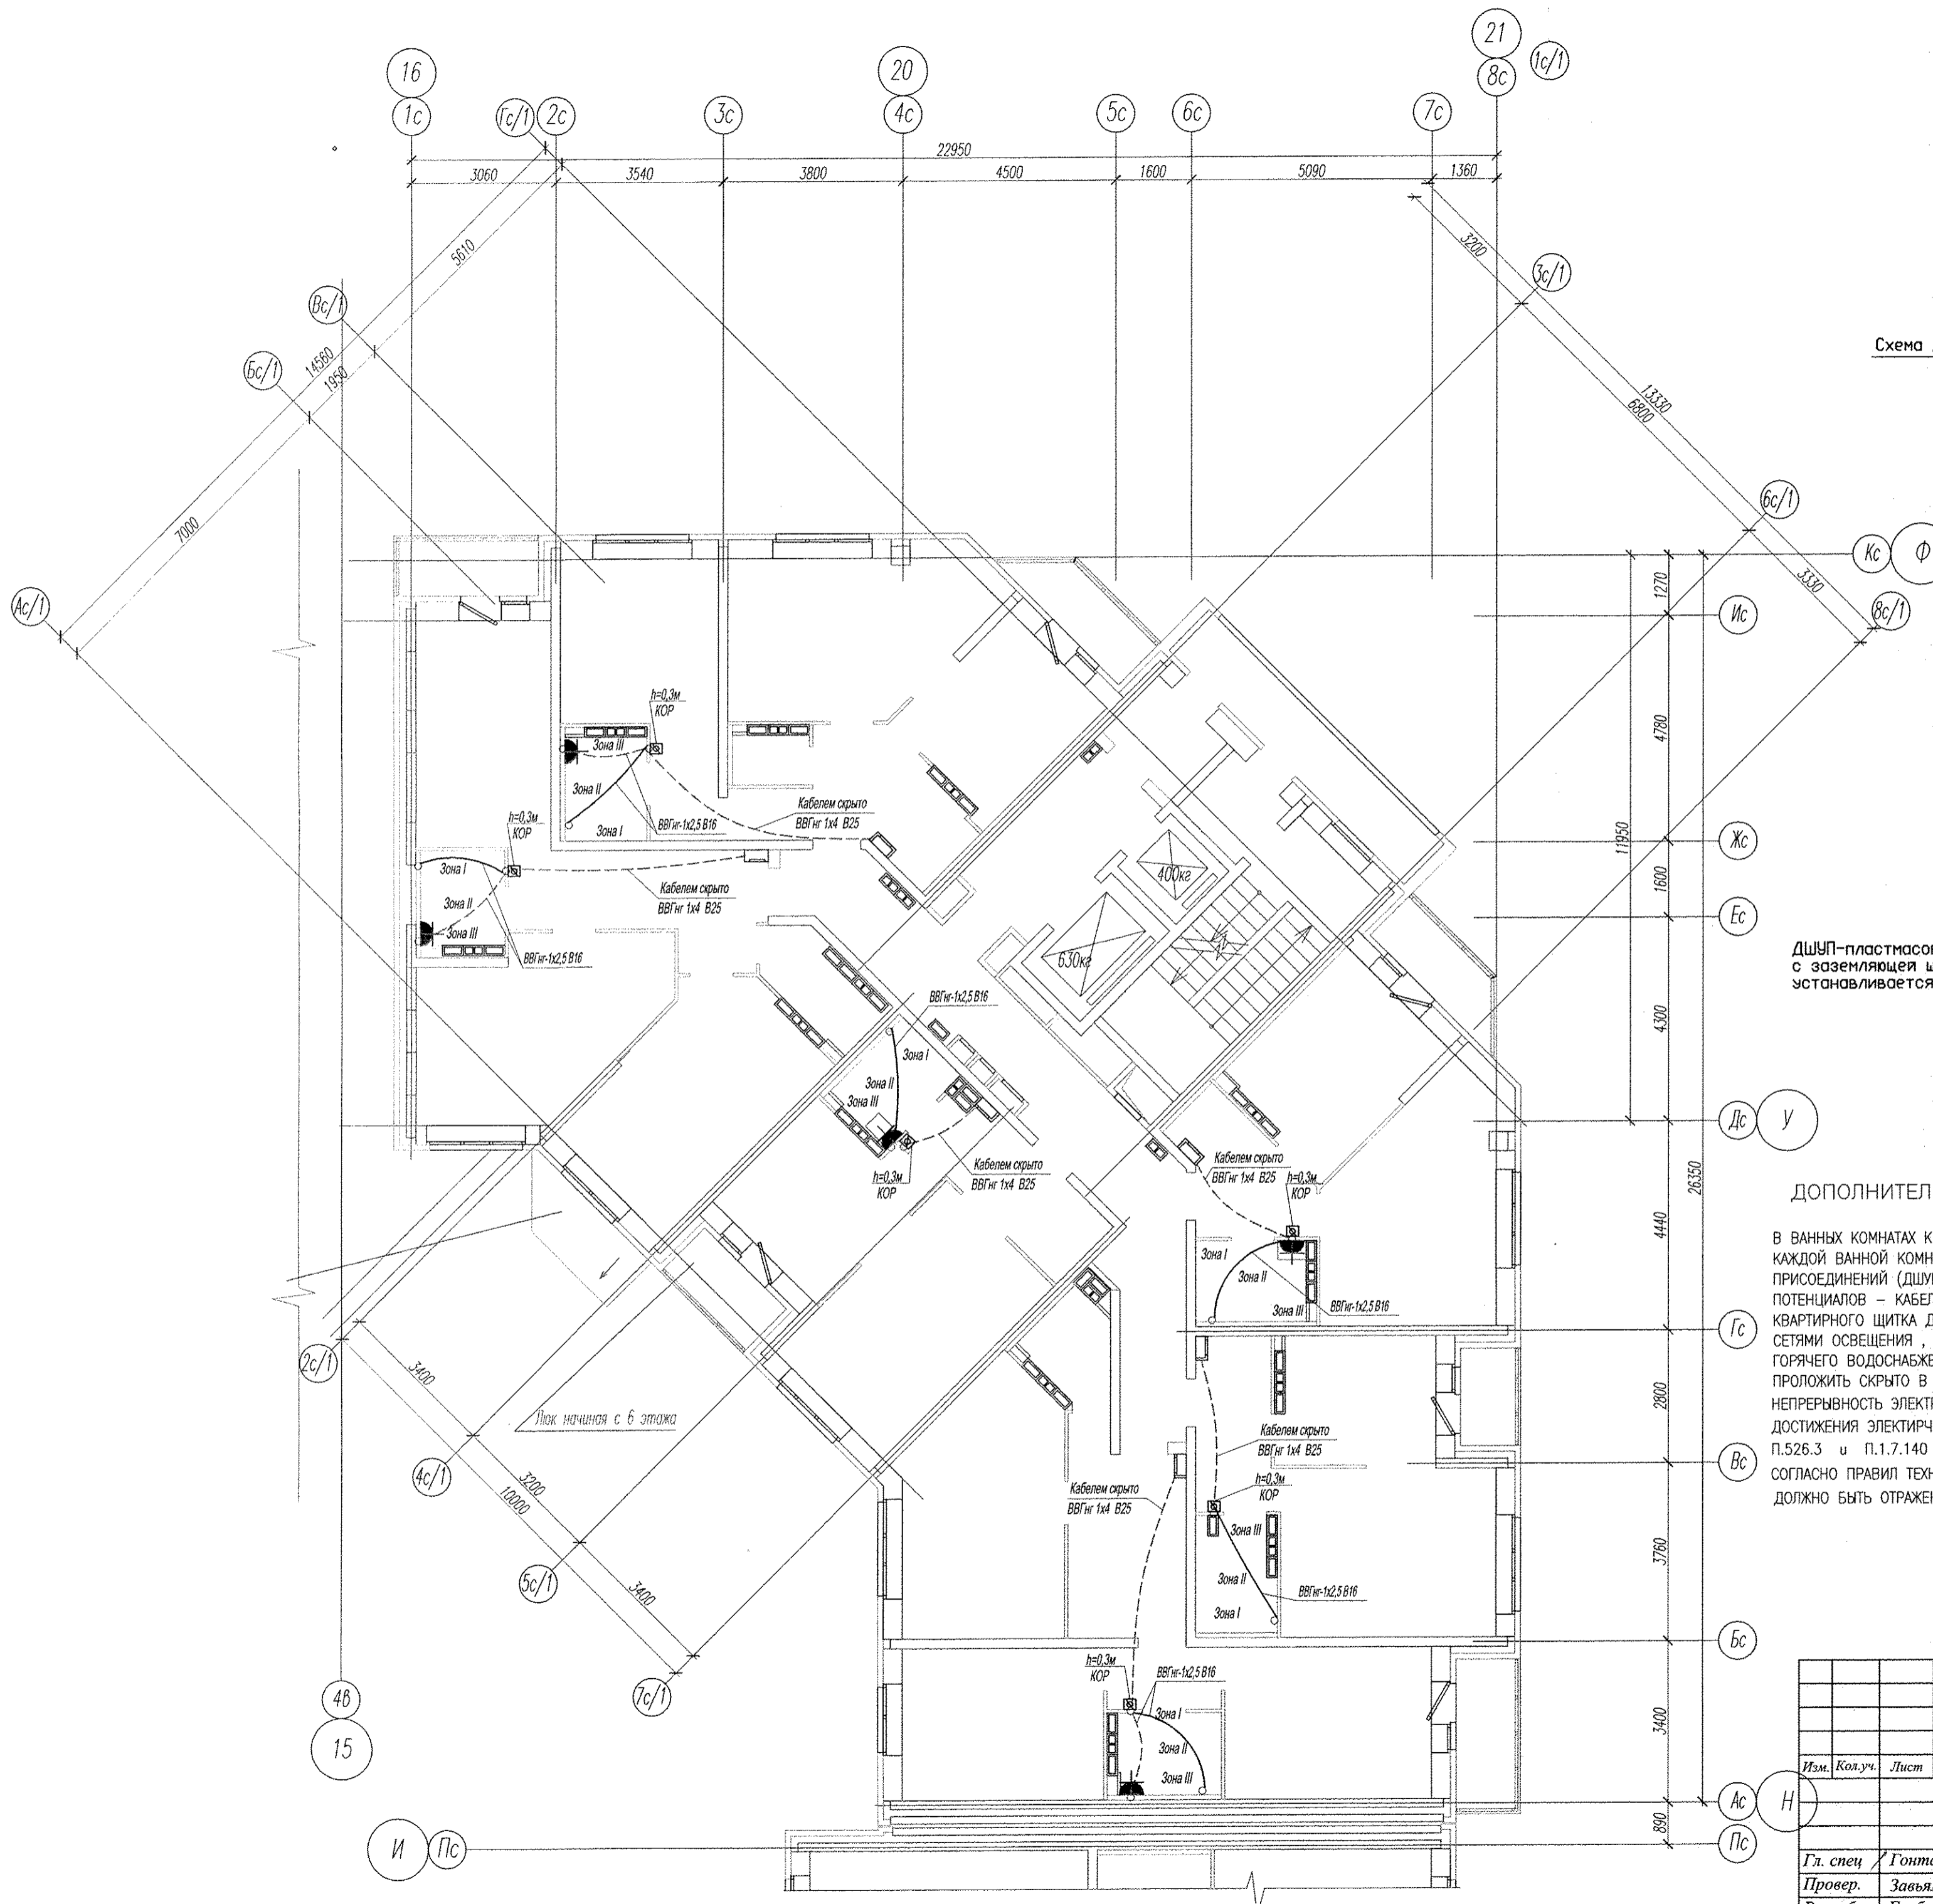 21
1с/1
16
20
8с
1с
Гс/1
2с
3с
4с
5с
6с
7с
22950
3060
3540
3800
4500
1600
5090
1360
5610
3200
3с/1
Вс/1
14560
1950
Схема
Бс/1
13330
6800
7000
6с/1
Кс
Ф
3330
1270
Ас/1
Ис
8с/1
h=0,3м
КОР
4780
Зона III
Зона II
Зона I
ВВГнг-1х2,5 В16
Кабелем скрыто
ВВГнг 1х4 В25
h=0,3м
КОР
11950
Жс
Зона I
Зона II
Зона III
Кабелем скрыто
ВВГнг 1х4 В25
400кг
1600
Ес
ВВГнг-1х2,5 В16
630кг
ДШУП-пластмасов
с заземляющей ш
устанавливается
ВВГнг-1х2,5 В16
4300
Зона I
Зона II
Зона III
Дс
У
h=0,3м
КОР
Кабелем скрыто
ВВГнг 1х4 В25
Кабелем скрыто
ВВГнг 1х4 В25
h=0,3м
КОР
26350
4440
ДОПОЛНИТЕЛ
В ВАННЫХ КОМНАТАХ К
КАЖДОЙ ВАННОЙ КОМН
ПРИСОЕДИНЕНИЙ (ДШУП
ПОТЕНЦИАЛОВ – КАБЕЛ
КВАРТИРНОГО ЩИТКА Д
СЕТЯМИ ОСВЕЩЕНИЯ ,
ГОРЯЧЕГО ВОДОСНАБЖЕ
ПРОЛОЖИТЬ СКРЫТО В
НЕПРЕРЫВНОСТЬ ЭЛЕКТР
ДОСТИЖЕНИЯ ЭЛЕКТИРЧ
П.526.3 и П.1.7.140
СОГЛАСНО ПРАВИЛ ТЕХН
ДОЛЖНО БЫТЬ ОТРАЖЕН
Зона I
Зона II
Зона III
ВВГнг-1х2,5 В16
Гс
2с/1
3400
2800
Люк начиная с 6 этажа
Кабелем скрыто
ВВГнг 1х4 В25
4с/1
3200
10000
Вс
h=0,3м
КОР
Кабелем скрыто
ВВГнг 1х4 В25
Зона III
Зона II
Зона I
ВВГнг-1х2,5 В16
3760
5с/1
3400
Бс
h=0,3м
КОР
ВВГнг-1х2,5 В16
Зона I
Зона II
Зона III
7с/1
4в
15
3400
Изм. Кол.уч. Лист
Ас
Н
890
И
Пс
Пс
Гл. спец Гонта
Провер. Завья